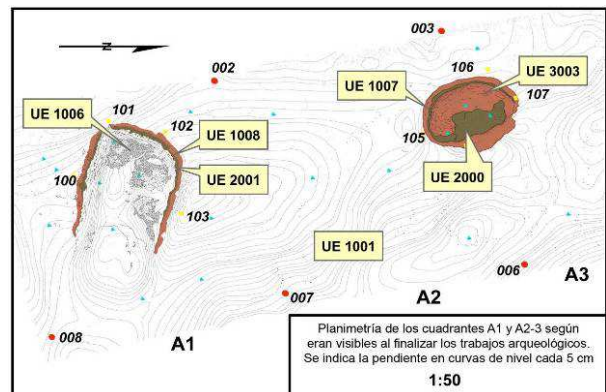 N
003
002
106
UE 1007
UE 3003
107
101
UE 1006
102
UE 1008
105
100
UE 2001
UE 2000
103
UE 1001
006
A3
007
A2
008
A1
Planimetría de los cuadrantes A1 y A2-3 según
eran visibles al finalizar los trabajos arqueológicos.
Se indica la pendiente en curvas de nivel cada 5 cm
1:50